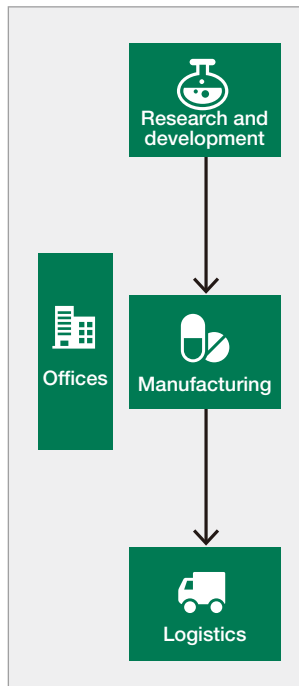 Research and
development
Offices
Manufacturing
Logistics